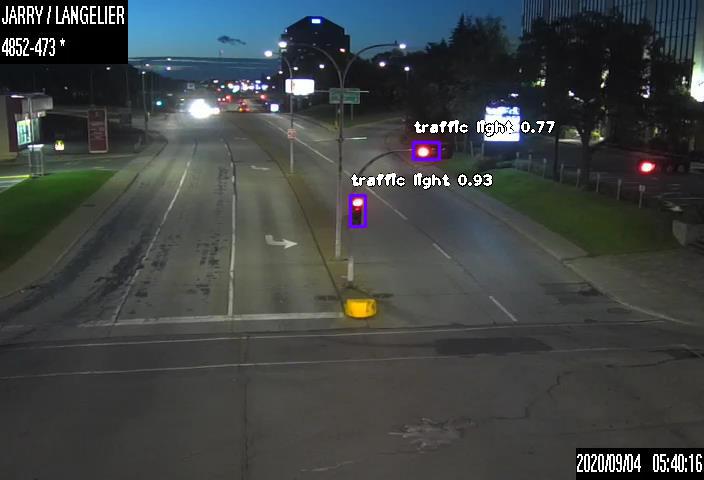 JARRY / LANGELIER
4852-473 *
traffic light 0.77
traffic light 0.93
2020/09/04 05:40:16